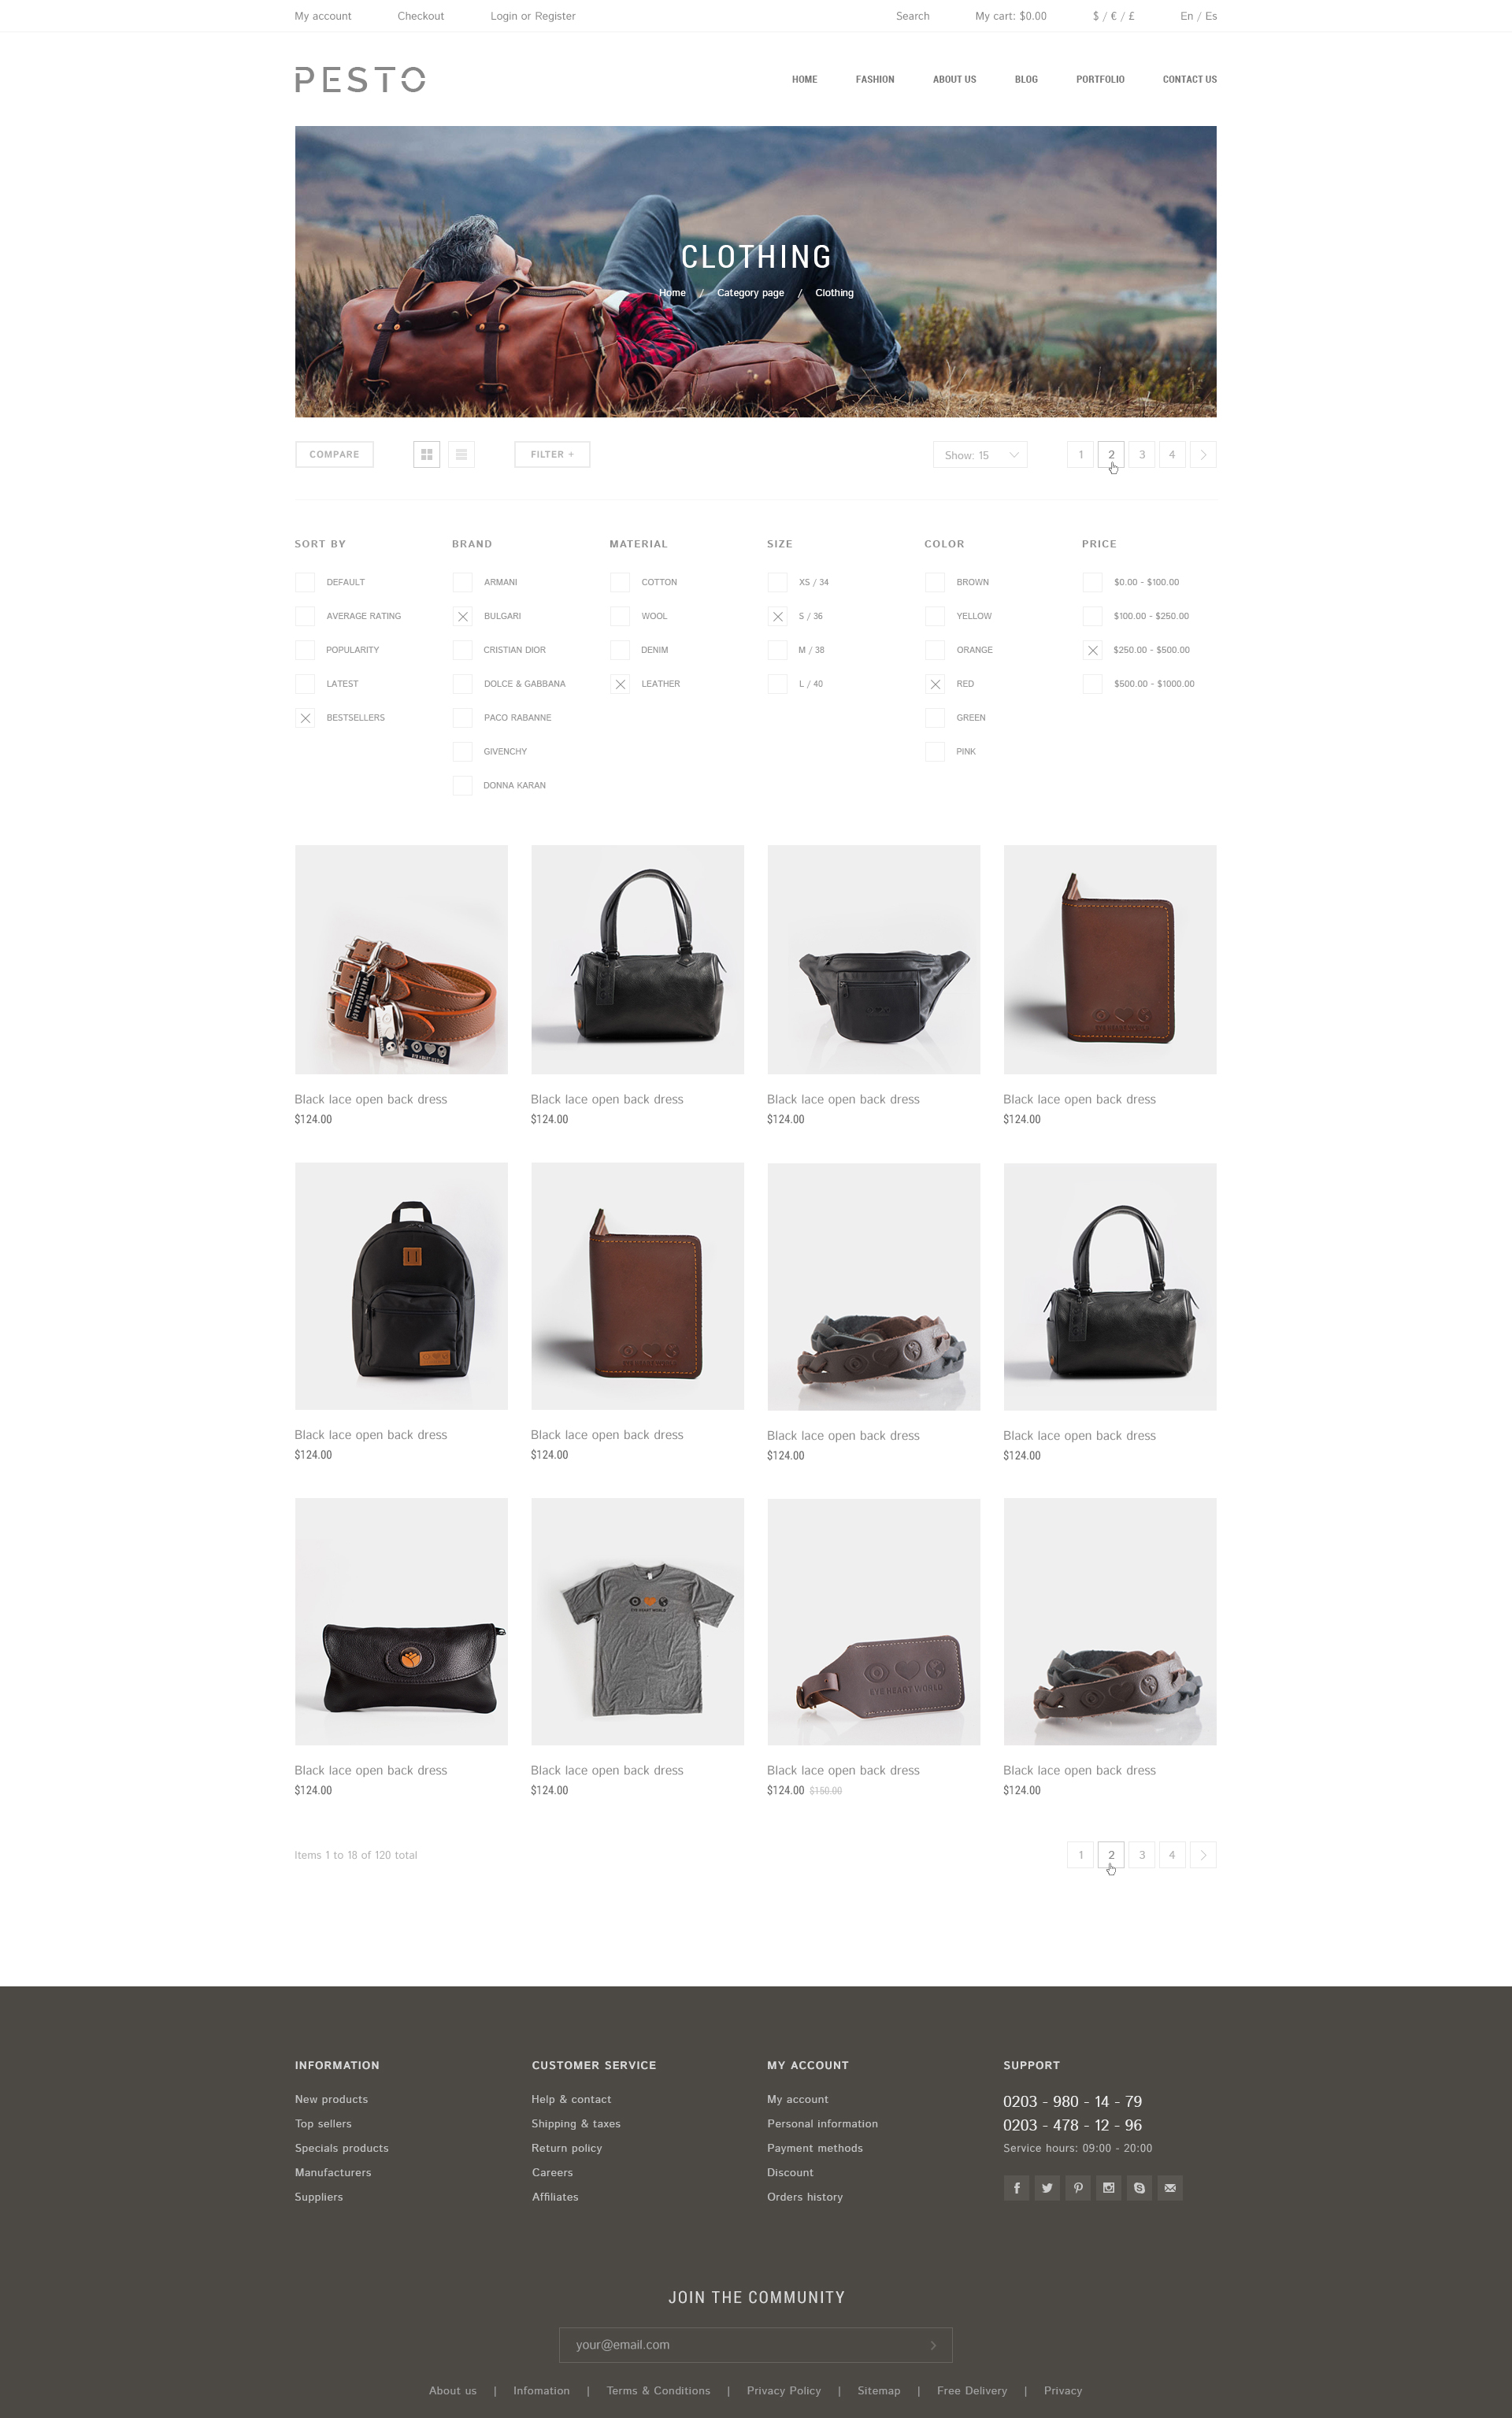 My account Checkout Login or Register Search My cart: $0.00 $ / € / £ En / Es
PESTO
HOME FASHION ABOUT US BLOG PORTFOLIO CONTACT US
CLOTHING
Home / Category page / Clothing
COMPARE FILTER + Show: 15 1 2 3 4
SORT BY BRAND MATERIAL SIZE COLOR PRICE
DEFAULT ARMANI COTTON XS / 34 BROWN $0.00 - $100.00
AVERAGE RATING BULGARI WOOL S / 36 YELLOW $100.00 - $250.00
POPULARITY CRISTIAN DIOR DENIM M / 38 ORANGE $250.00 - $500.00
LATEST DOLCE & GABBANA LEATHER L / 40 RED $500.00 - $1000.00
BESTSELLERS PACO RABANNE GREEN
GIVENCHY PINK
DONNA KARAN
Black lace open back dress Black lace open back dress Black lace open back dress Black lace open back dress
$124.00 $124.00 $124.00 $124.00
Black lace open back dress Black lace open back dress Black lace open back dress Black lace open back dress
$124.00 $124.00 $124.00 $124.00
EYE HEART WORLD
EYE HEART WORLD
Black lace open back dress Black lace open back dress Black lace open back dress Black lace open back dress
$124.00 $124.00 $124.00 $150.00 $124.00
Items 1 to 18 of 120 total 1 2 3 4
INFORMATION CUSTOMER SERVICE MY ACCOUNT SUPPORT
New products Help & contact My account 0203 - 980 - 14 - 79
Top sellers Shipping & taxes Personal information 0203 - 478 - 12 - 96
Specials products Return policy Payment methods Service hours: 09:00 - 20:00
Manufacturers Careers Discount
Suppliers Affiliates Orders history
JOIN THE COMMUNITY
your@email.com
About us | Infomation | Terms & Conditions | Privacy Policy | Sitemap | Free Delivery | Privacy